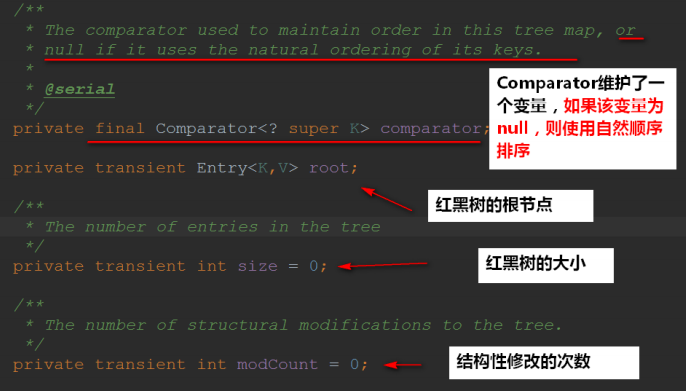 /**
* The comparator used to maintain order in this tree map, or
* null if it uses the natural ordering of its keys.
*
* @serial
*/
private final Comparator<? super K> comparator;
Comparator维护了一
个变量，如果该变量为
null，则使用自然顺序
排序
private transient Entry<K,V> root;
红黑树的根节点
/**
* The number of entries in the tree
*/
private transient int size = 0;
红黑树的大小
/**
* The number of structural modifications to the tree.
*/
private transient int modCount = 0;
结构性修改的次数